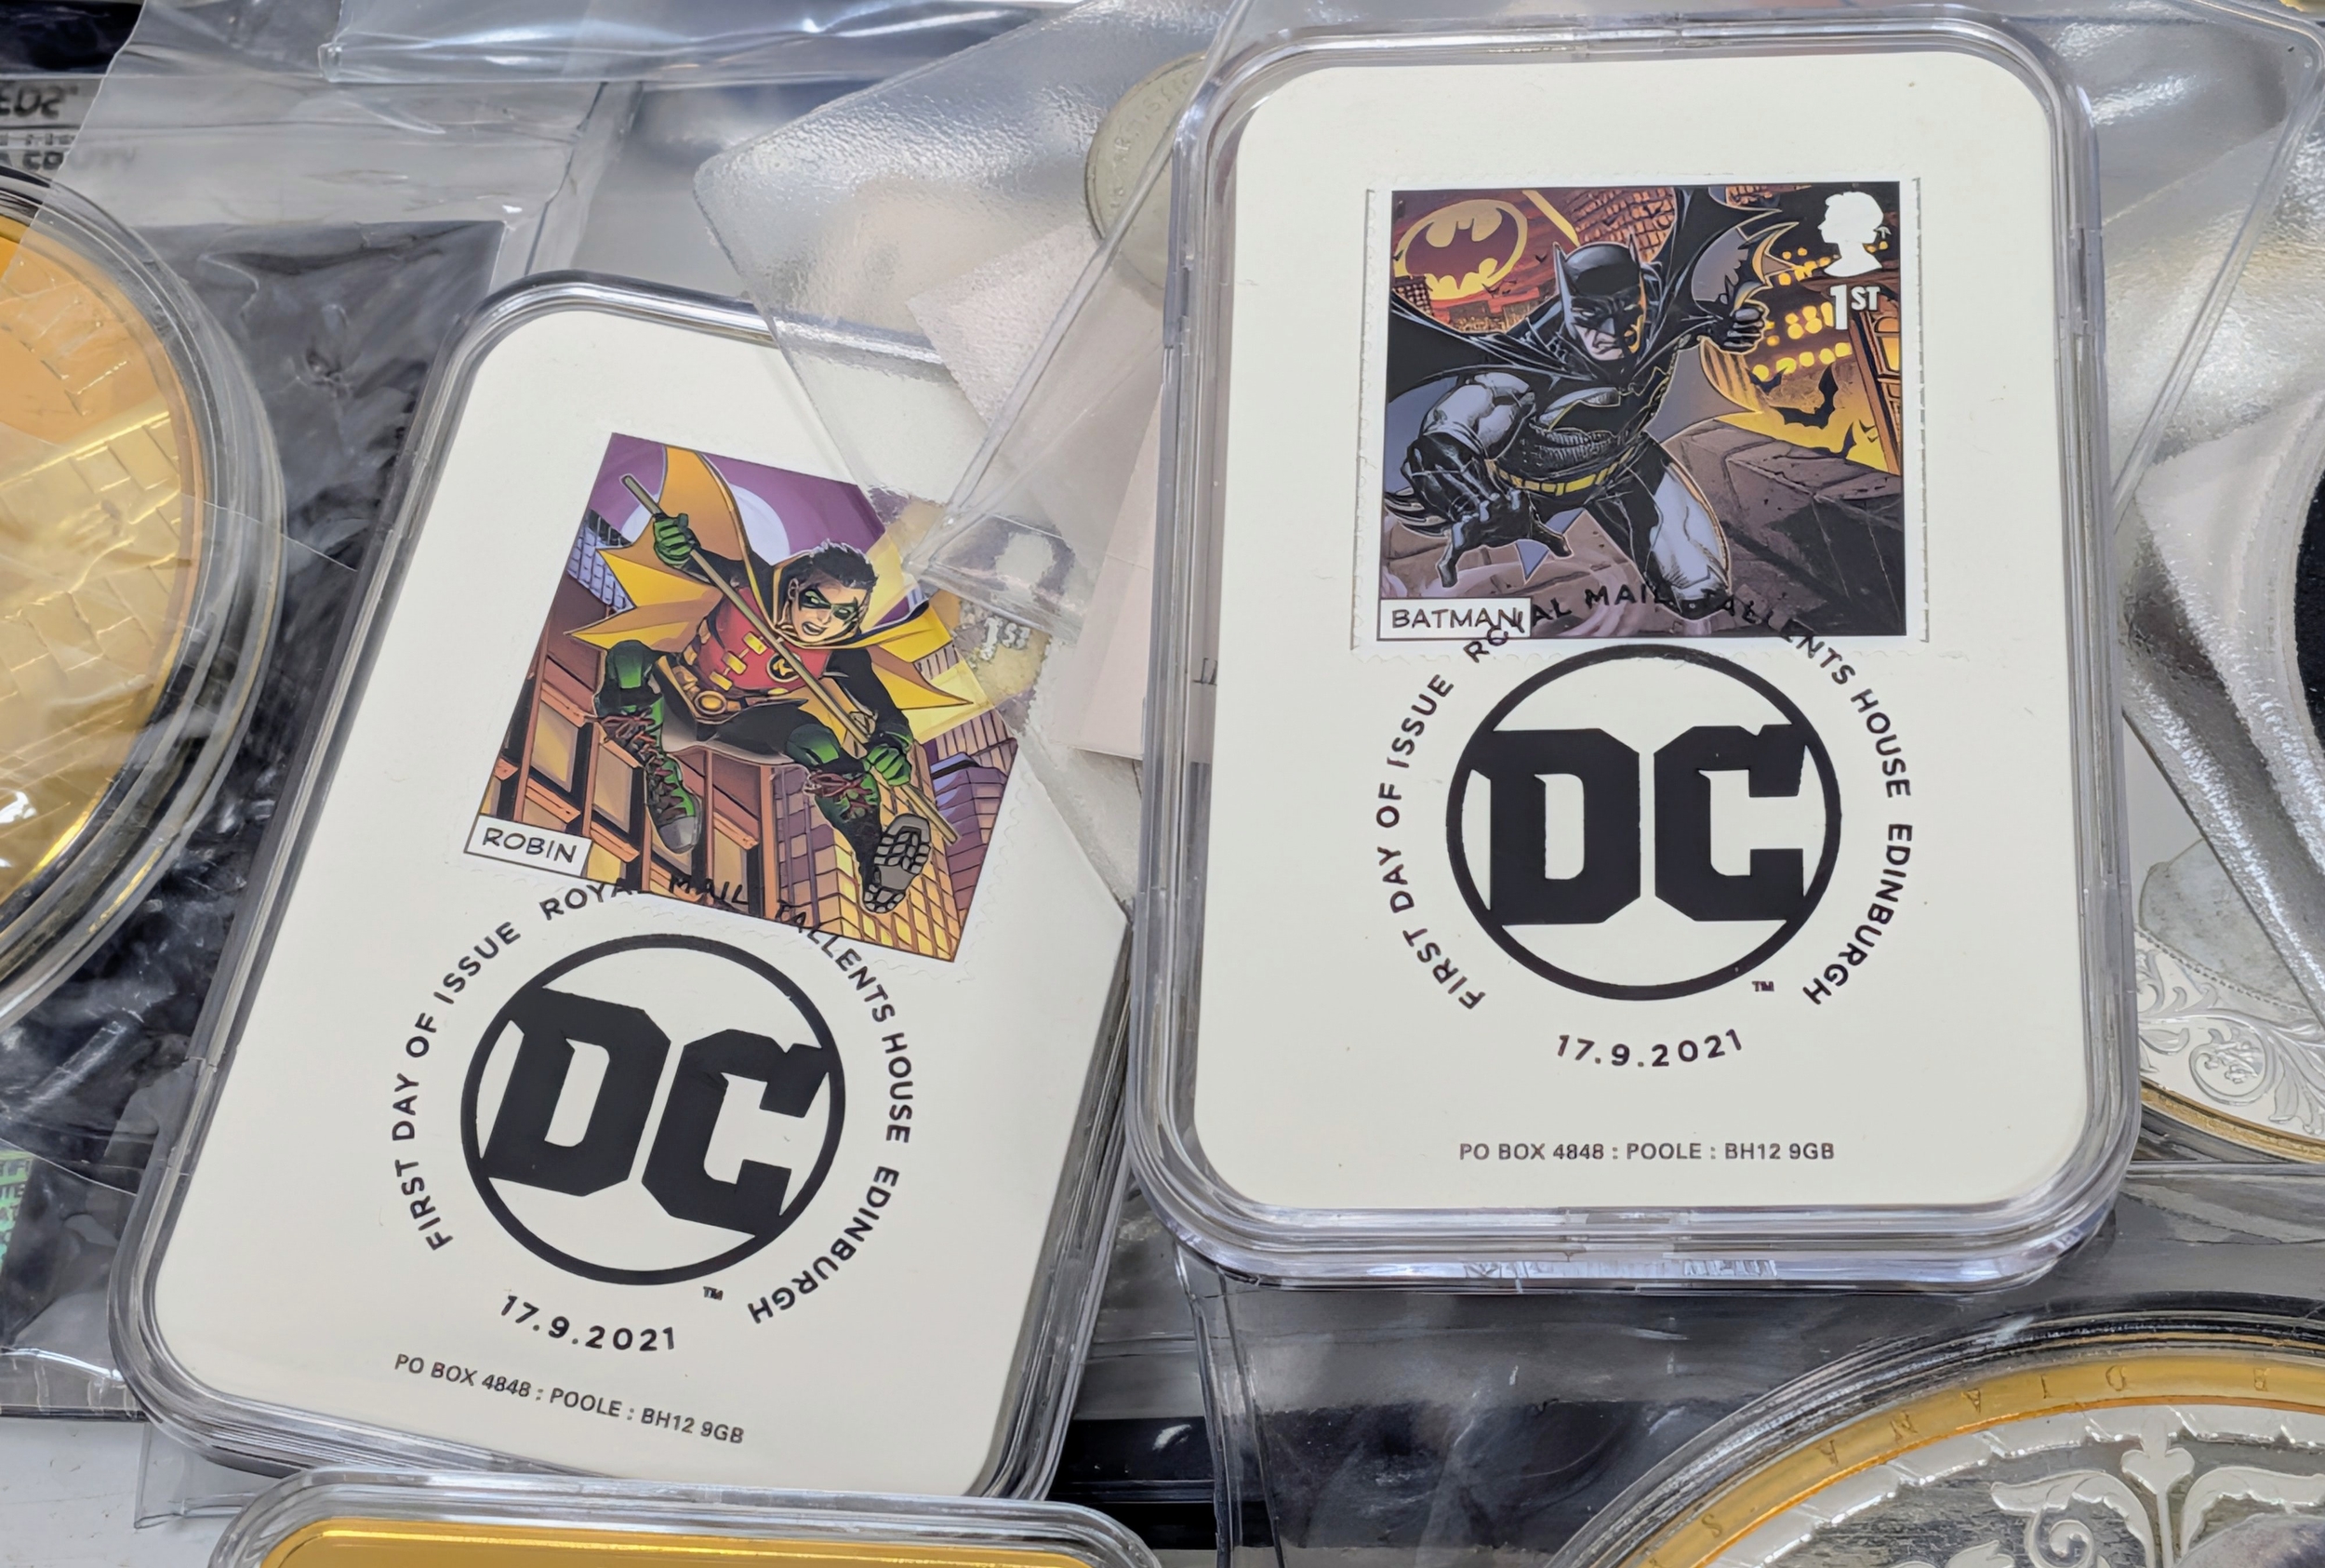 ROBIN
1ST
FIRST DAY OF ISSUE ROYAL MAIL TALLENTS HOUSE EDINBURGH
DC
TM
17.9.2021
PO BOX 4848 : POOLE : BH12 9GB
1ST
BATMAN
FIRST DAY OF ISSUE ROYAL MAIL TALLENTS HOUSE EDINBURGH
DC
TM
17.9.2021
PO BOX 4848 : POOLE : BH12 9GB